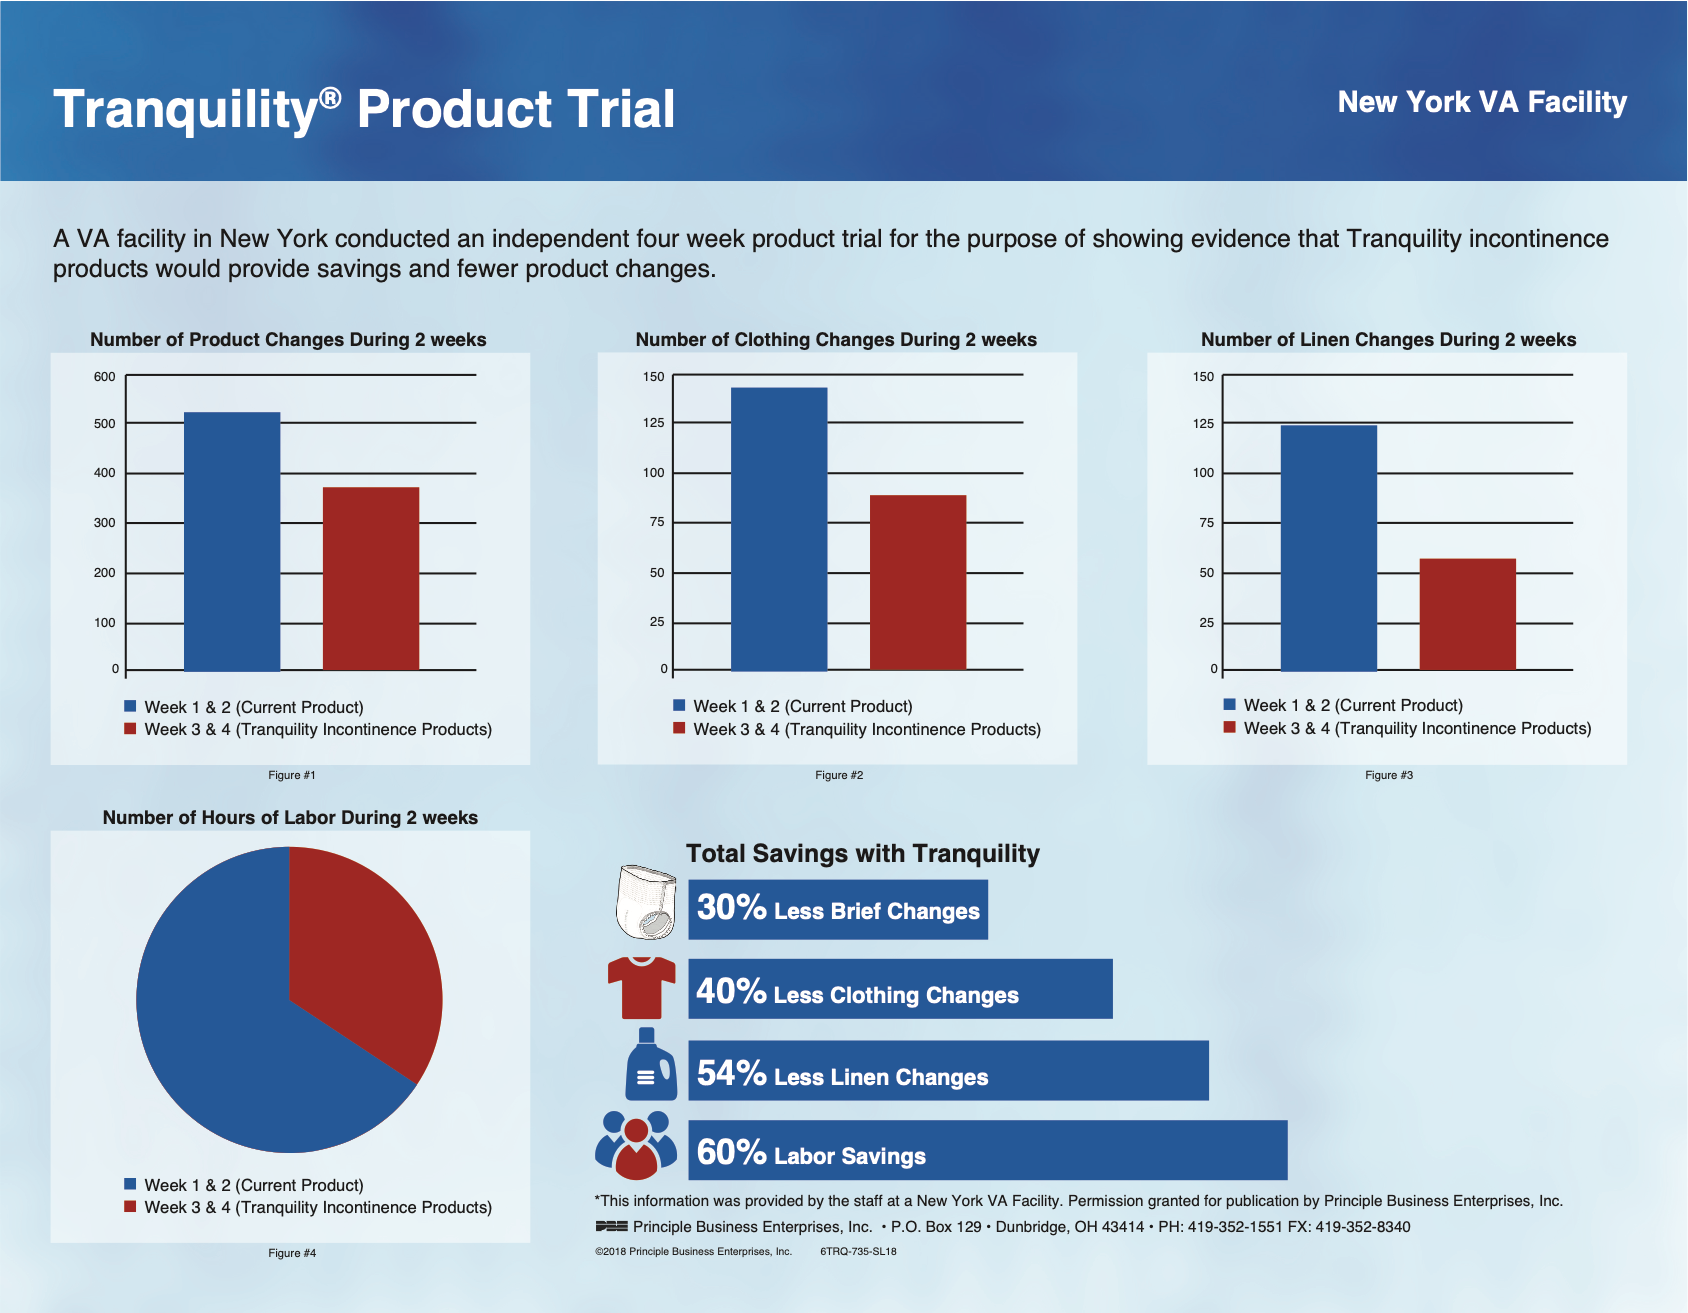 Tranquility® Product Trial
New York VA Facility
A VA facility in New York conducted an independent four week product trial for the purpose of showing evidence that Tranquility incontinence
products would provide savings and fewer product changes.
Number of Product Changes During 2 weeks
600
500
400
300
200
100
0
Week 1 & 2 (Current Product)
Week 3 & 4 (Tranquility Incontinence Products)
Figure #1
Number of Clothing Changes During 2 weeks
150
125
100
75
50
25
0
Week 1 & 2 (Current Product)
Week 3 & 4 (Tranquility Incontinence Products)
Figure #2
Number of Linen Changes During 2 weeks
150
125
100
75
50
25
0
Week 1 & 2 (Current Product)
Week 3 & 4 (Tranquility Incontinence Products)
Figure #3
Number of Hours of Labor During 2 weeks
Week 1 & 2 (Current Product)
Week 3 & 4 (Tranquility Incontinence Products)
Figure #4
Total Savings with Tranquility
30% Less Brief Changes
40% Less Clothing Changes
54% Less Linen Changes
60% Labor Savings
*This information was provided by the staff at a New York VA Facility. Permission granted for publication by Principle Business Enterprises, Inc.
PBE Principle Business Enterprises, Inc. • P.O. Box 129 • Dunbridge, OH 43414 • PH: 419-352-1551 FX: 419-352-8340
©2018 Principle Business Enterprises, Inc. 6TRQ-735-SL18